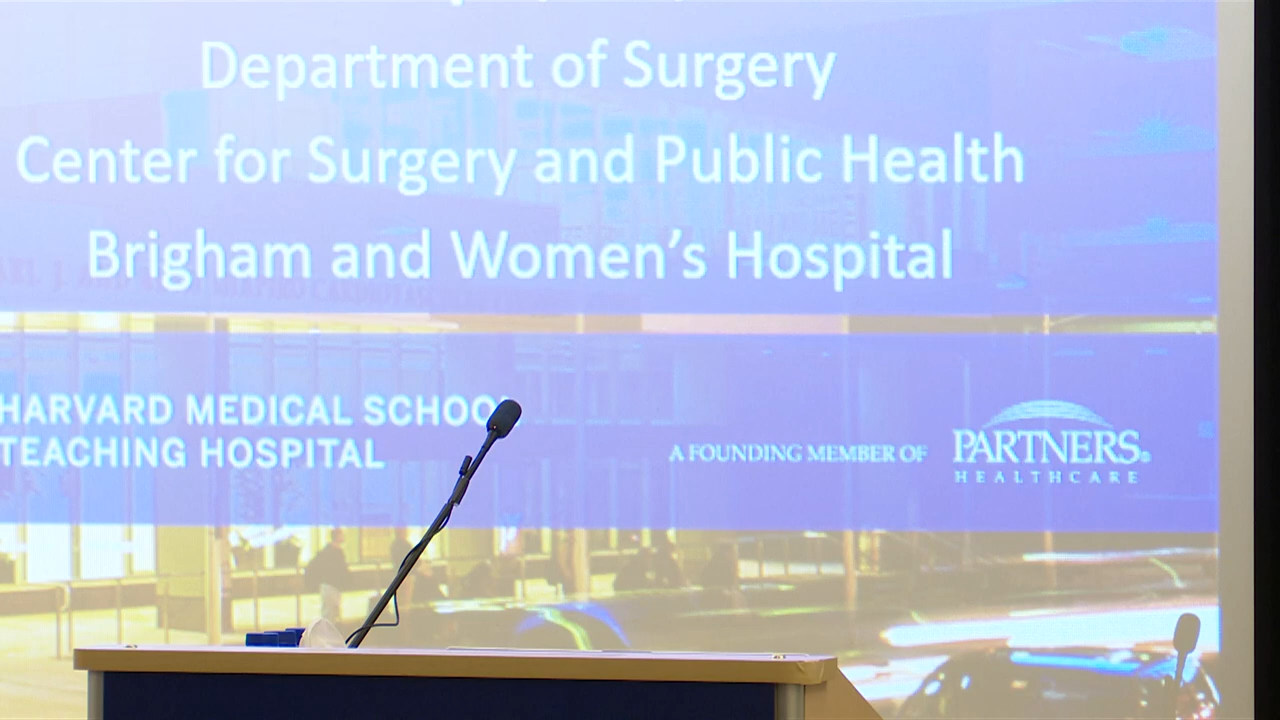 Department of Surgery
Center for Surgery and Public Health
Brigham and Women's Hospital
HARVARD MEDICAL SCHOOL
TEACHING HOSPITAL
A FOUNDING MEMBER OF
PARTNERS®
HEALTHCARE